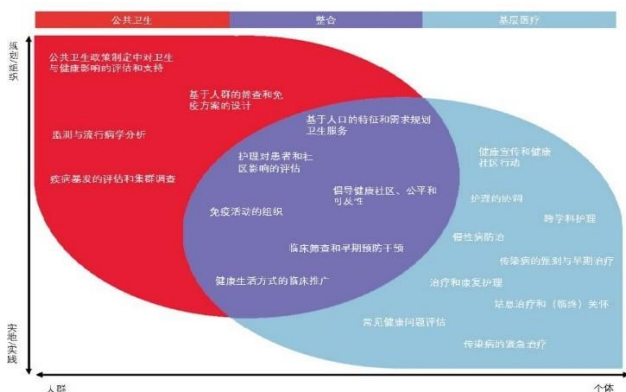 公共卫生
整合
基层医疗
规划/组织
公共卫生政策制定中对卫生
与健康影响的评估和支持
基于人群的筛查和免
疫方案的设计
监测与流行病学分析
疾病暴发的评估和集群调查
基于人口的特征和需求规划
卫生服务
护理对患者和社
区影响的评估
倡导健康社区、公平和
可及性
免疫活动的组织
临床筛查和早期预防干预
健康生活方式的临床推广
健康宣传和健康
社区行动
护理的协同
跨学科护理
慢性病防治
传染病的甄别与早期治疗
治疗和康复护理
姑息治疗和（临终）关怀
常见健康问题评估
传染病的紧急治疗
实地/实践
人群
个体